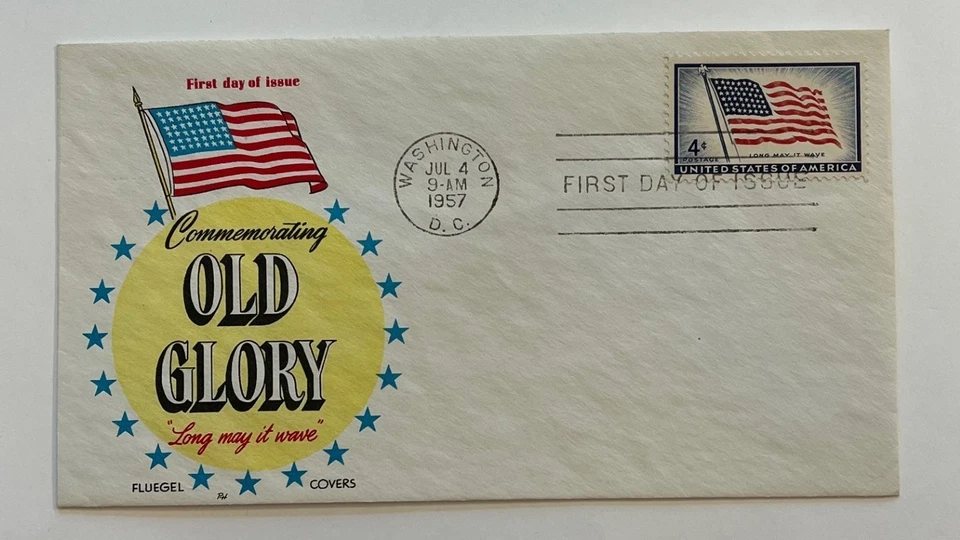 First day of issue
Commemorating
OLD
GLORY
"Long may it wave"
FLUEGEL COVERS
WASHINGTON
JUL 4
9-AM
1957
D. C.
FIRST DAY OF ISSUE
4¢
POSTAGE
LONG MAY IT WAVE
UNITED STATES OF AMERICA